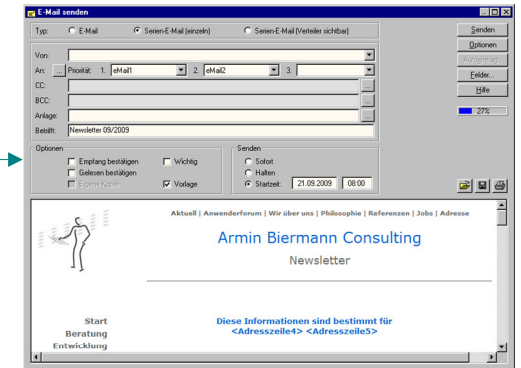 E-Mail senden
Typ: E-Mail Serien-E-Mail (einzeln) Serien-E-Mail (Verteiler sichtbar)
Senden
Optionen
Autoeintrag
Felder...
Hilfe
27%
Von:
An: ... Priorität: 1. eMail1 2. eMail2 3.
CC: ...
BCC: ...
Anlage: ...
Betrifft: Newsletter 09/2009
Optionen
Empfang bestätigen Wichtig
Gelesen bestätigen
Eigene Kopie Vorlage
Senden
Sofort
Halten
Startzeit: 21.09.2009 08:00
Aktuell | Anwenderforum | Wir über uns | Philosophie | Referenzen | Jobs | Adresse
Armin Biermann Consulting
Newsletter
Start
Beratung
Entwicklung
Diese Informationen sind bestimmt für
<Adresszeile4> <Adresszeile5>